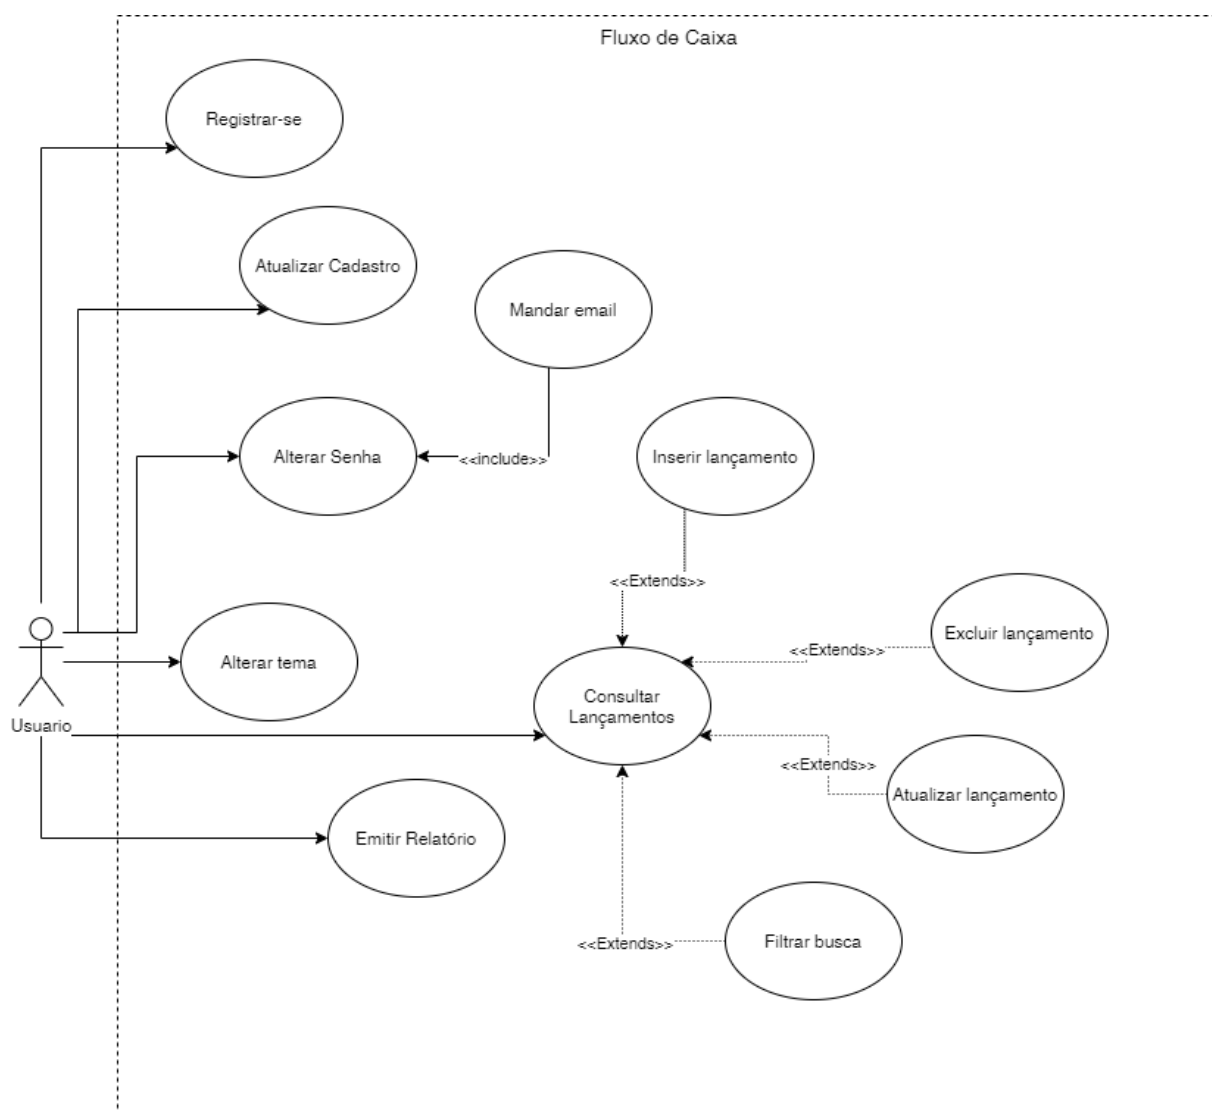 Fluxo de Caixa
Registrar-se
Atualizar Cadastro
Mandar email
Alterar Senha
<<include>>
Inserir lançamento
<<Extends>>
Excluir lançamento
<<Extends>>
Alterar tema
Consultar
Lançamentos
Usuario
<<Extends>>
Atualizar lançamento
Emitir Relatório
<<Extends>>
Filtrar busca